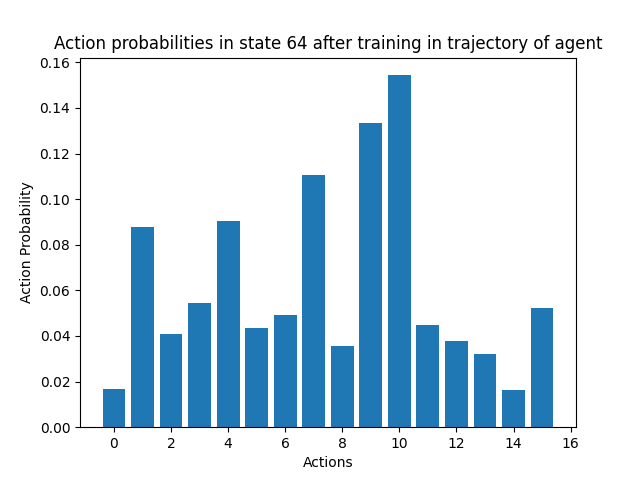 Action probabilities in state 64 after training in trajectory of agent
0.16
0.14
0.12
0.10
0.08
0.06
0.04
0.02
0.00
Action Probability
0 2 4 6 8 10 12 14 16
Actions